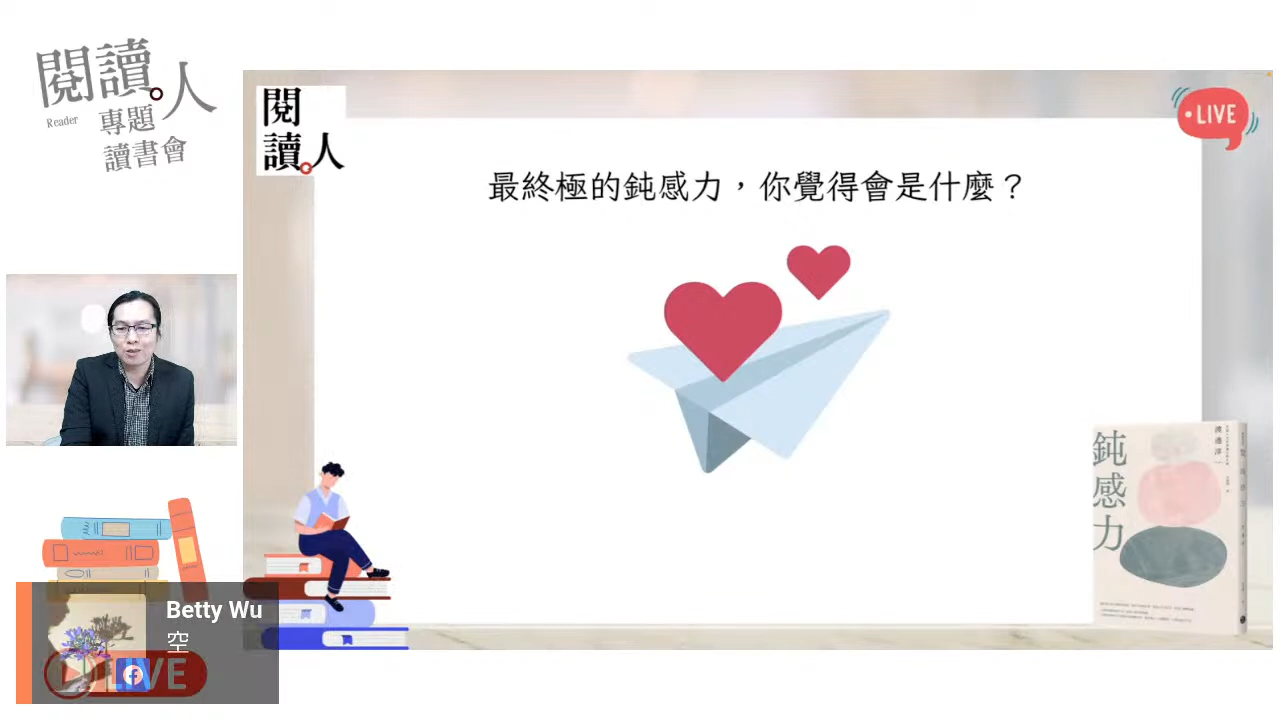 閱讀。人
Reader
專題
讀書會
閱
讀。人
LIVE
最終極的鈍感力，你覺得會是什麼？
鈍感力
渡邊淳一
Betty Wu
空
LIVE